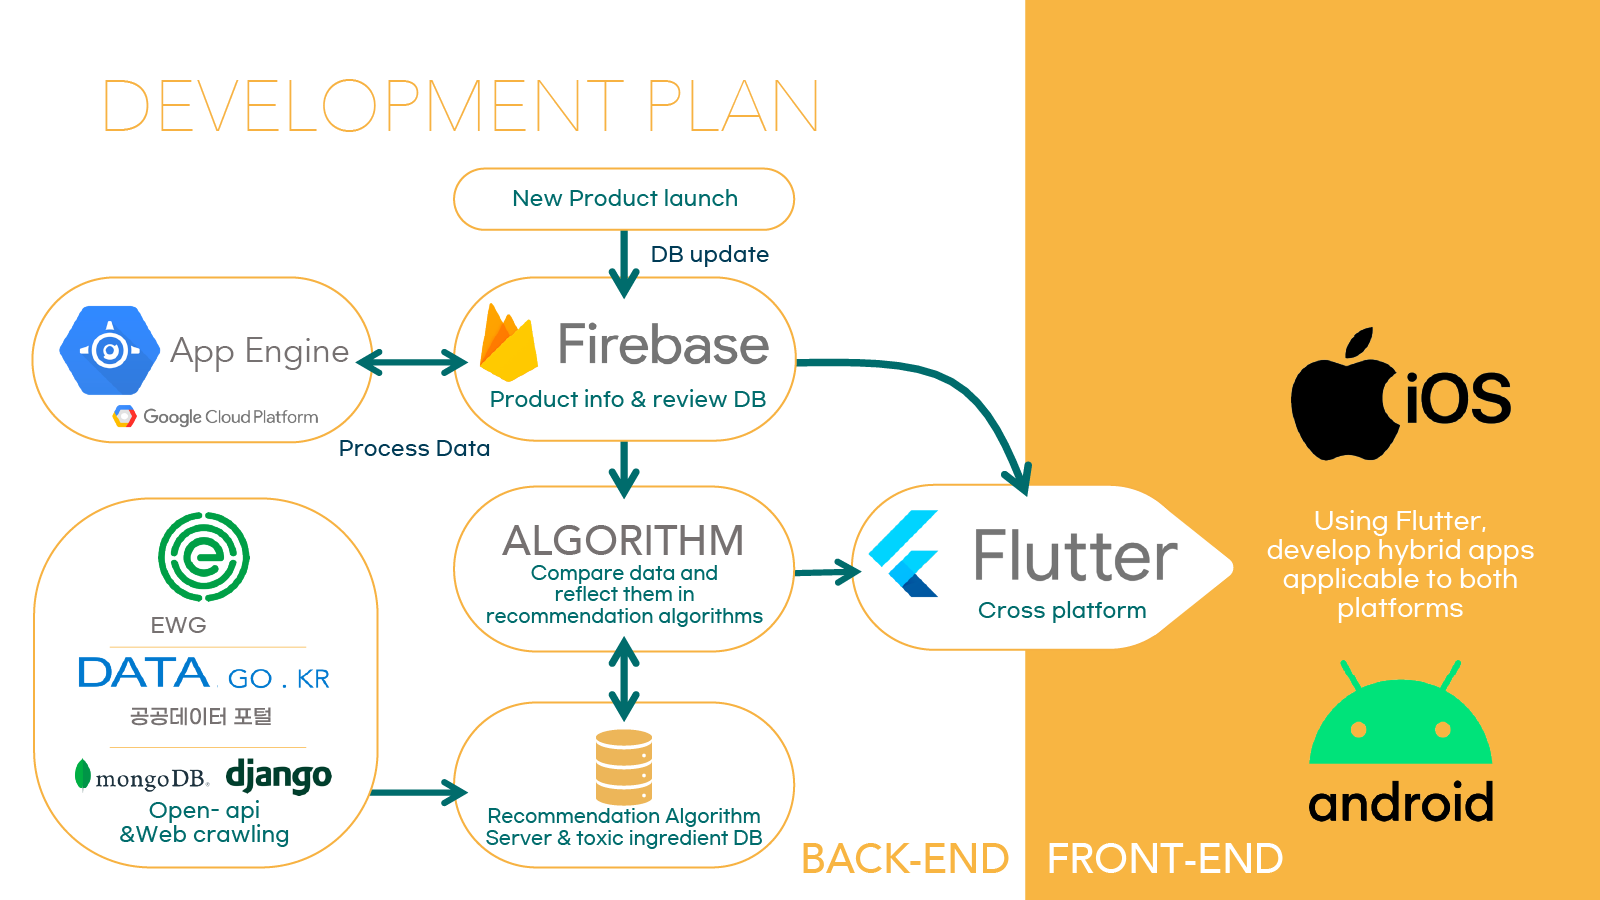 DEVELOPMENT PLAN
New Product launch
DB update
App Engine
Google Cloud Platform
Firebase
Product info & review DB
Process Data
ALGORITHM
Compare data and
reflect them in
recommendation algorithms
Flutter
Cross platform
EWG
DATA.GO.KR
공공데이터 포털
mongoDB®
django
Open- api
&Web crawling
Recommendation Algorithm
Server & toxic ingredient DB
BACK-END
iOS
Using Flutter,
develop hybrid apps
applicable to both
platforms
android
FRONT-END